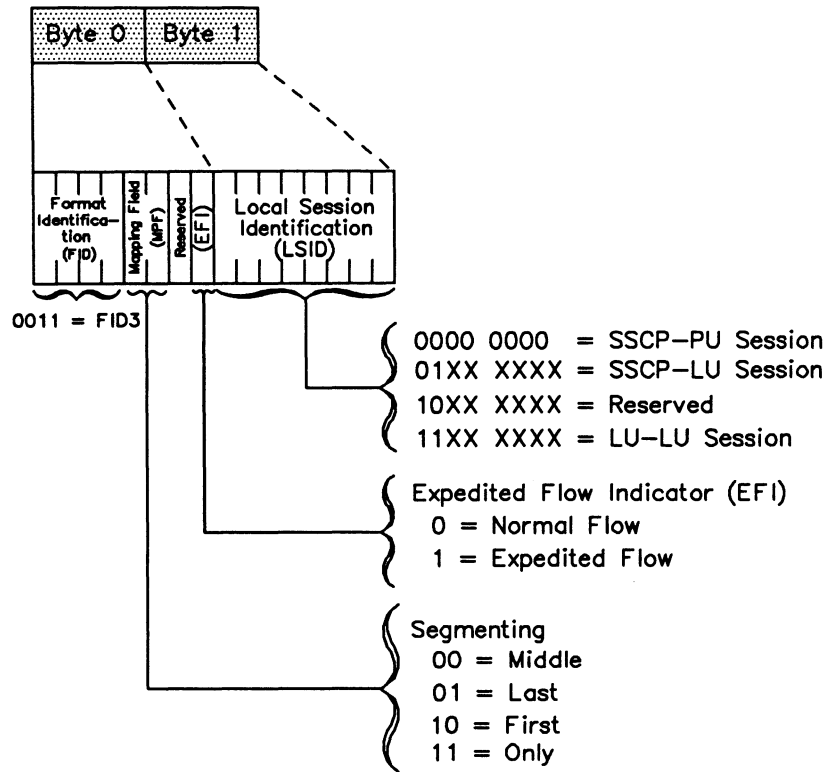 Byte 0 Byte 1
Format
Identifica-
tion
(FID)
Mapping Field
(MPF)
Reserved
(EFI)
Local Session
Identification
(LSID)
0011 = FID3
0000 0000 = SSCP-PU Session
01XX XXXX = SSCP-LU Session
10XX XXXX = Reserved
11XX XXXX = LU-LU Session
Expedited Flow Indicator (EFI)
0 = Normal Flow
1 = Expedited Flow
Segmenting
00 = Middle
01 = Last
10 = First
11 = Only